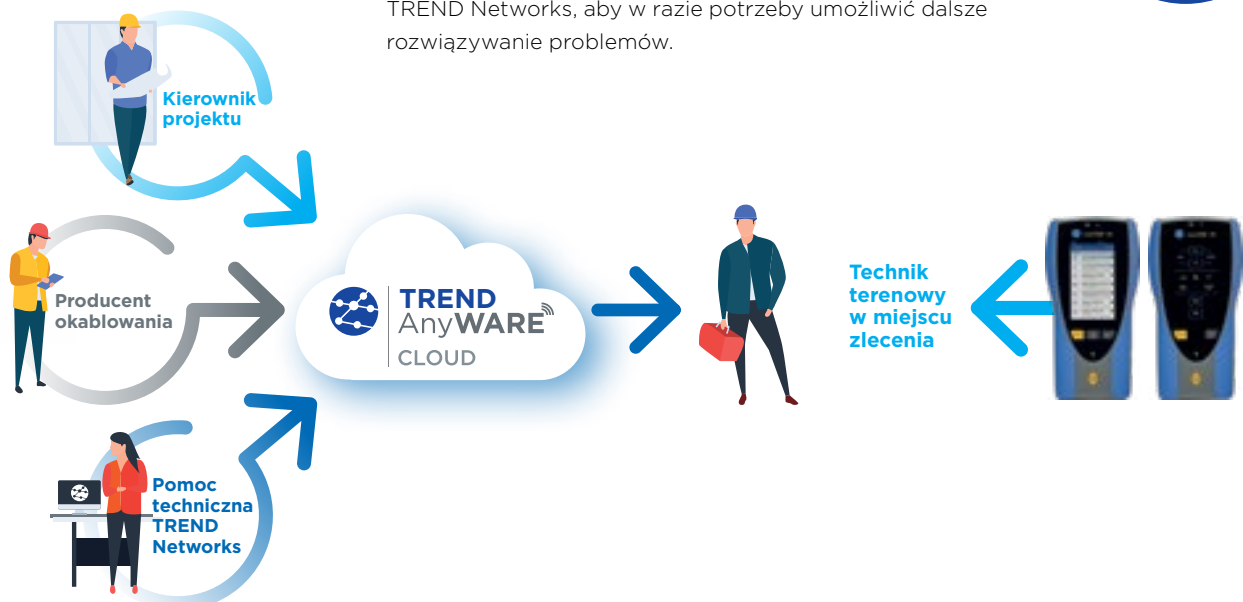 TREND Networks, aby w razie potrzeby umożliwić dalsze
rozwiązywanie problemów.
Kierownik
projektu
Producent
okablowania
TREND
AnyWARE
CLOUD
Technik
terenowy
w miejscu
zlecenia
Pomoc
techniczna
TREND
Networks